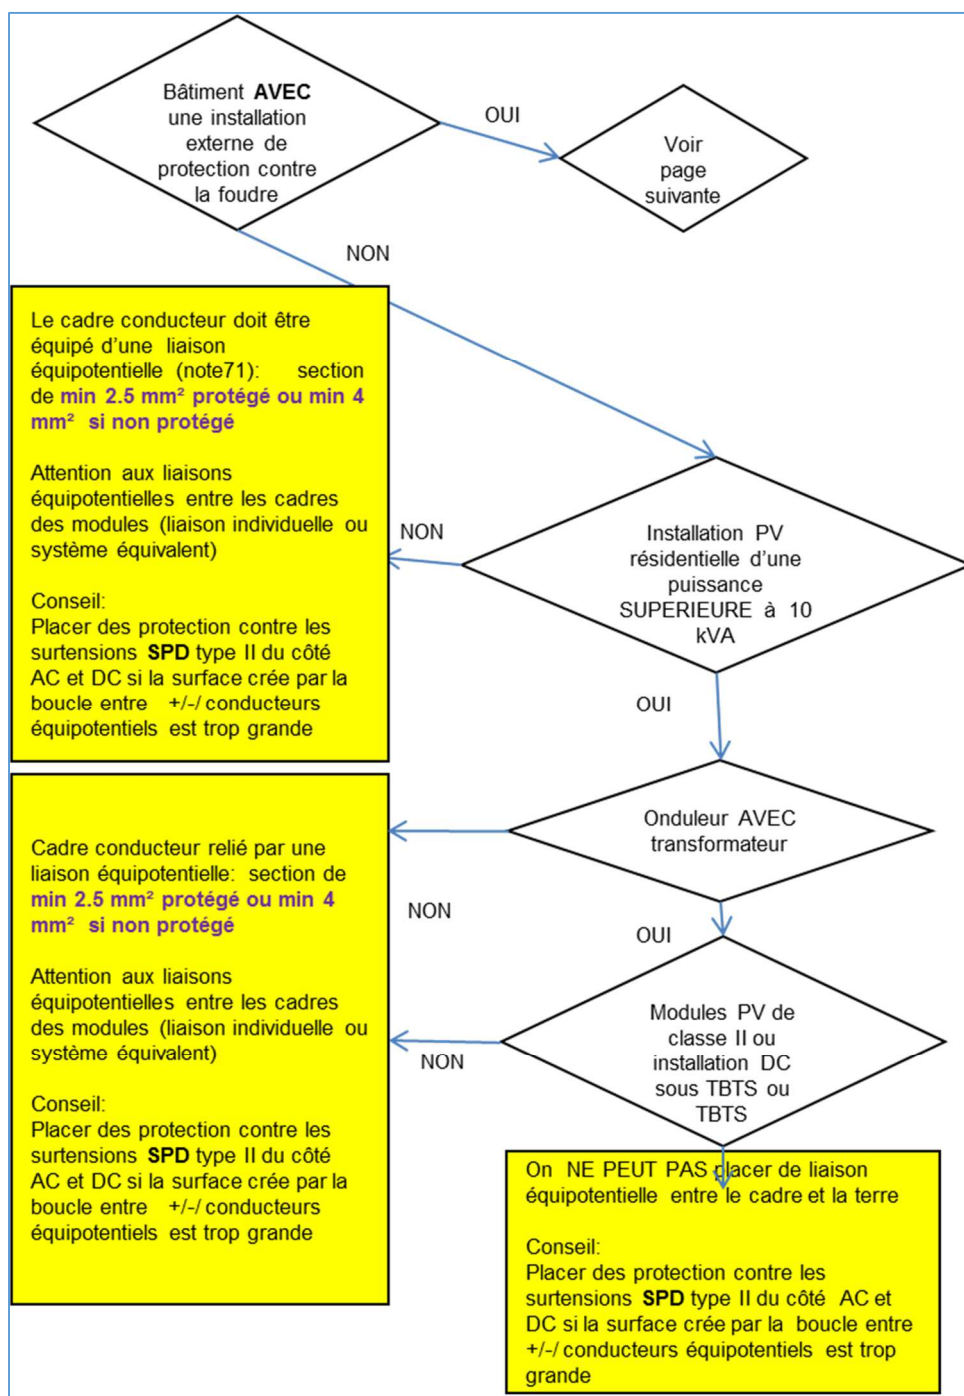 Bâtiment AVEC
une installation
externe de
protection contre
la foudre
OUI
Voir
page
suivante
NON
Le cadre conducteur doit être
équipé d'une liaison
équipotentielle (note71): section
de min 2.5 mm² protégé ou min 4
mm² si non protégé
Attention aux liaisons
équipotentielles entre les cadres
des modules (liaison individuelle ou
système équivalent)
Conseil:
Placer des protection contre les
surtensions SPD type II du côté
AC et DC si la surface crée par la
boucle entre +/-/ conducteurs
équipotentiels est trop grande
NON
Installation PV
résidentielle d'une
puissance
SUPERIEURE à 10
kVA
OUI
Onduleur AVEC
transformateur
Cadre conducteur relié par une
liaison équipotentielle: section de
min 2.5 mm² protégé ou min 4
mm² si non protégé
Attention aux liaisons
équipotentielles entre les cadres
des modules (liaison individuelle ou
système équivalent)
Conseil:
Placer des protection contre les
surtensions SPD type II du côté
AC et DC si la surface crée par la
boucle entre +/-/ conducteurs
équipotentiels est trop grande
NON
OUI
Modules PV de
classe II ou
installation DC
sous TBTS ou
TBTS
NON
On NE PEUT PAS placer de liaison
équipotentielle entre le cadre et la terre
Conseil:
Placer des protection contre les
surtensions SPD type II du côté AC et
DC si la surface crée par la boucle entre
+/-/ conducteurs équipotentiels est trop
grande